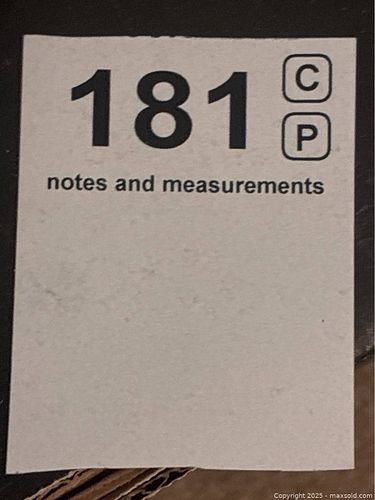 181
C
P
notes and measurements
Copyright 2025 - maxsold.com